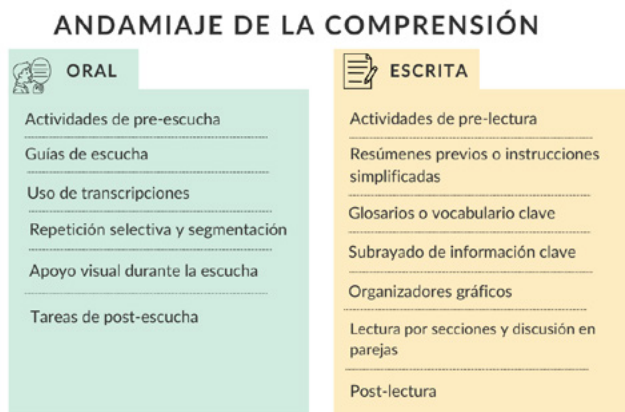 ANDAMIAJE DE LA COMPRENSIÓN
ORAL
Actividades de pre-escucha
Guías de escucha
Uso de transcripciones
Repetición selectiva y segmentación
Apoyo visual durante la escucha
Tareas de post-escucha
ESCRITA
Actividades de pre-lectura
Resúmenes previos o instrucciones
simplificadas
Glosarios o vocabulario clave
Subrayado de información clave
Organizadores gráficos
Lectura por secciones y discusión en
parejas
Post-lectura